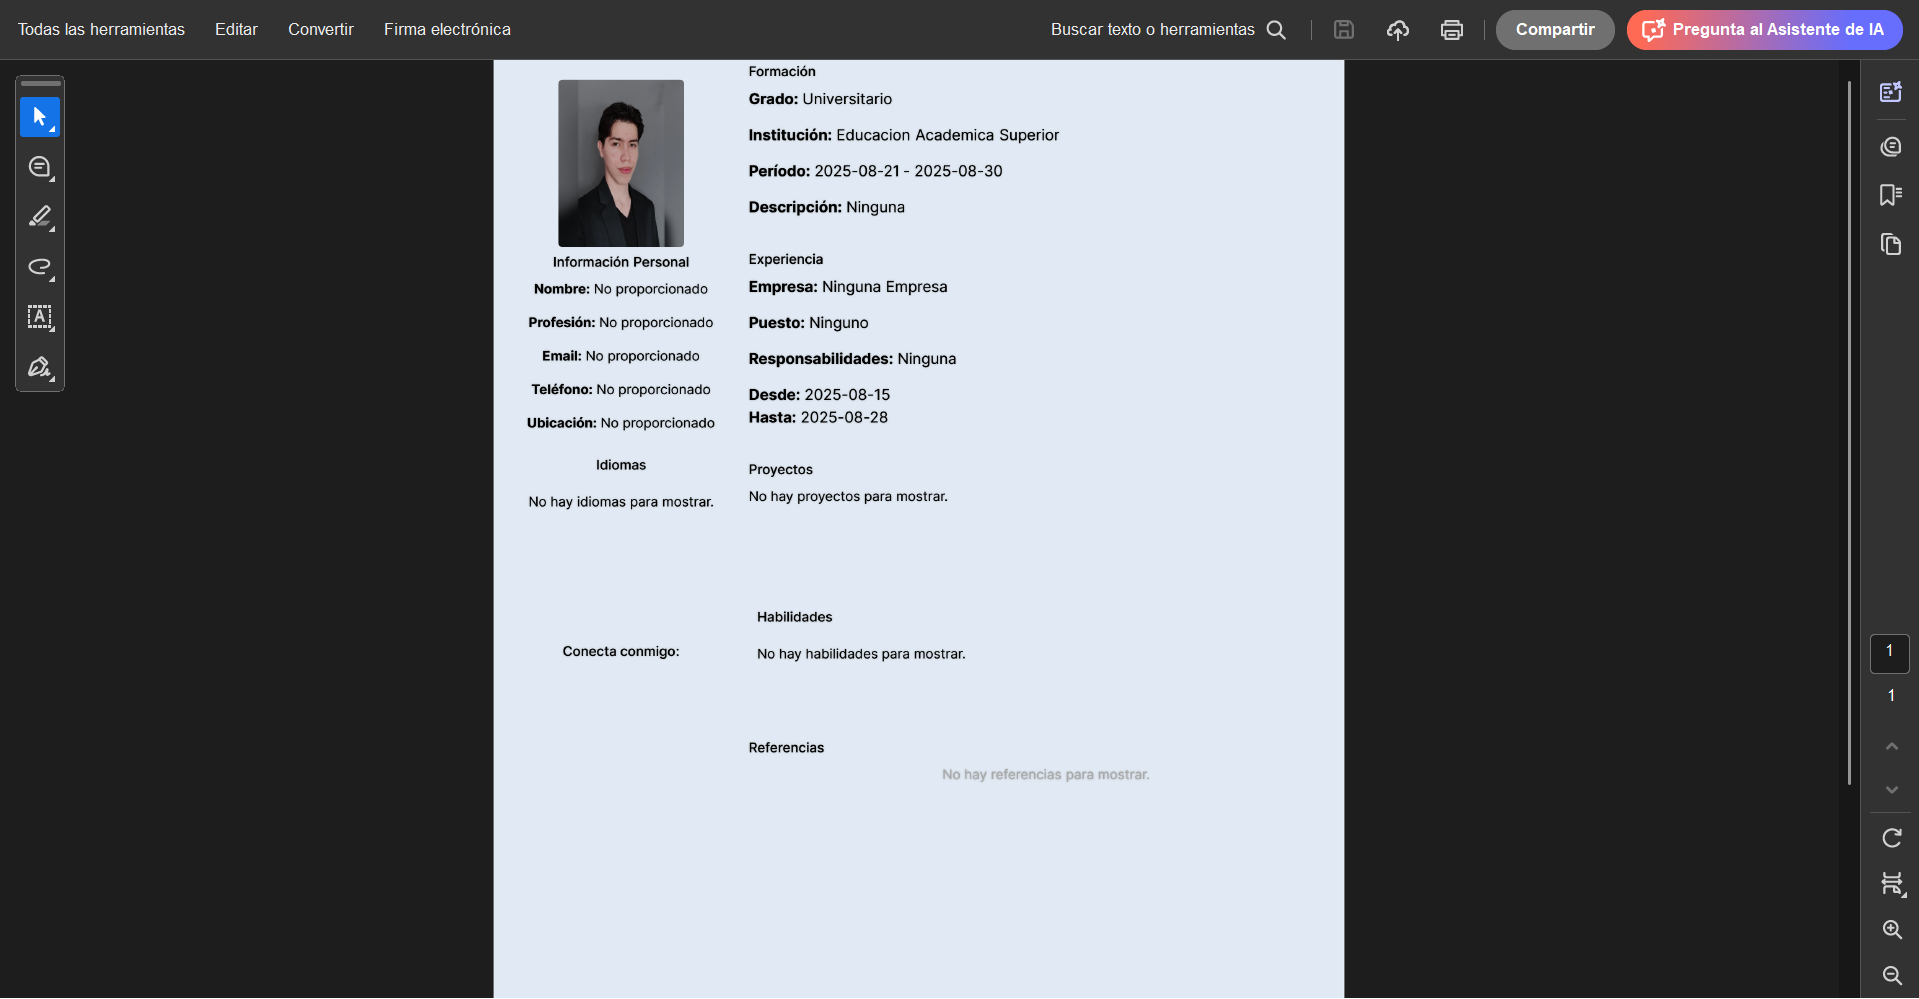 Todas las herramientas Editar Convertir Firma electrónica Buscar texto o herramientas Compartir Pregunta al Asistente de IA
Información Personal
Nombre: No proporcionado
Profesión: No proporcionado
Email: No proporcionado
Teléfono: No proporcionado
Ubicación: No proporcionado
Idiomas
No hay idiomas para mostrar.
Conecta conmigo:
Formación
Grado: Universitario
Institución: Educacion Academica Superior
Período: 2025-08-21 - 2025-08-30
Descripción: Ninguna
Experiencia
Empresa: Ninguna Empresa
Puesto: Ninguno
Responsabilidades: Ninguna
Desde: 2025-08-15
Hasta: 2025-08-28
Proyectos
No hay proyectos para mostrar.
Habilidades
No hay habilidades para mostrar.
Referencias
No hay referencias para mostrar.
1
1